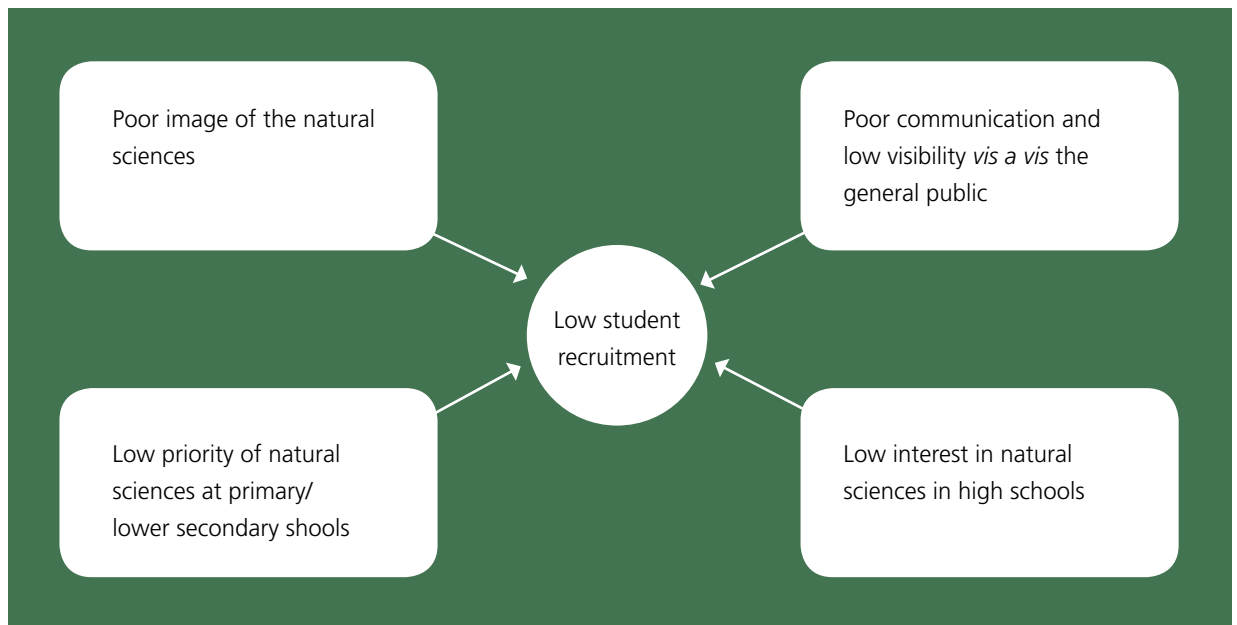 Poor image of the natural
sciences
Poor communication and
low visibility vis a vis the
general public
Low student
recruitment
Low priority of natural
sciences at primary/
lower secondary shools
Low interest in natural
sciences in high schools